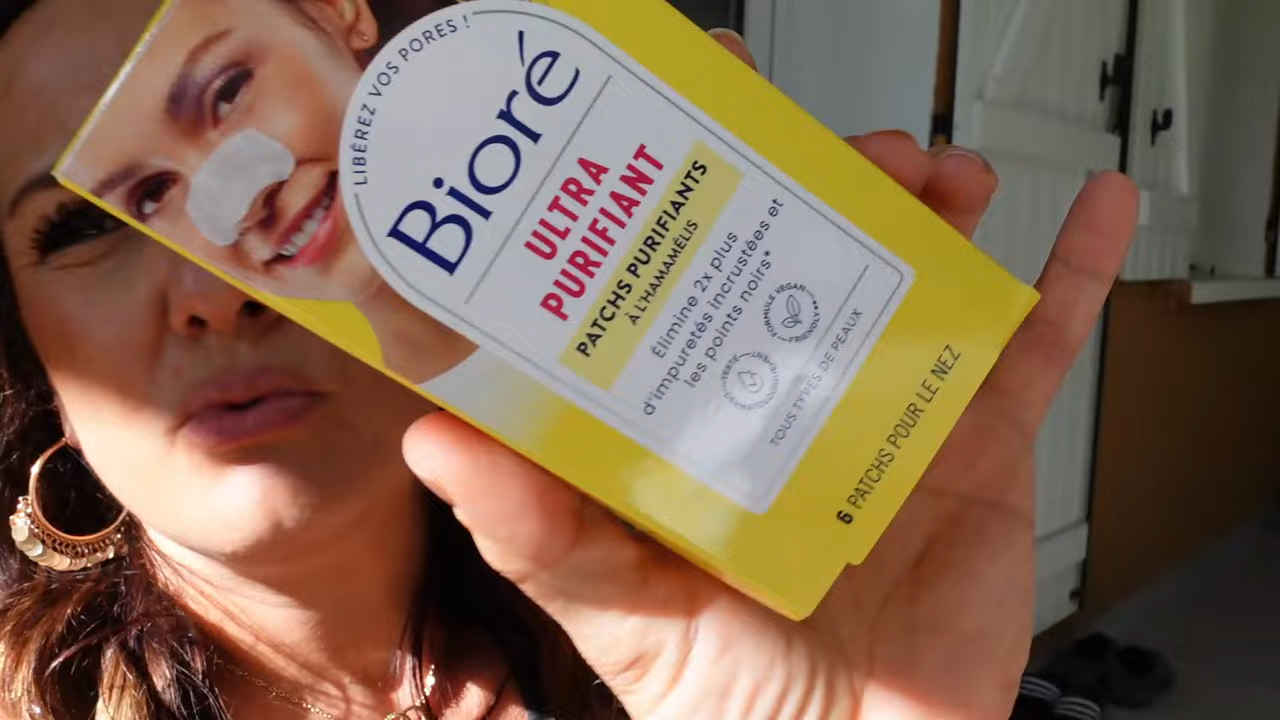 LIBÉREZ VOS PORES !
Bioré
ULTRA
PURIFIANT
PATCHS PURIFIANTS
À L'HAMAMÉLIS
Élimine 2x plus
d'impuretés incrustées et
les points noirs*
FORMULE VEGAN
FRIENDLY**
TOUS TYPES DE PEAUX
6 PATCHS POUR LE NEZ